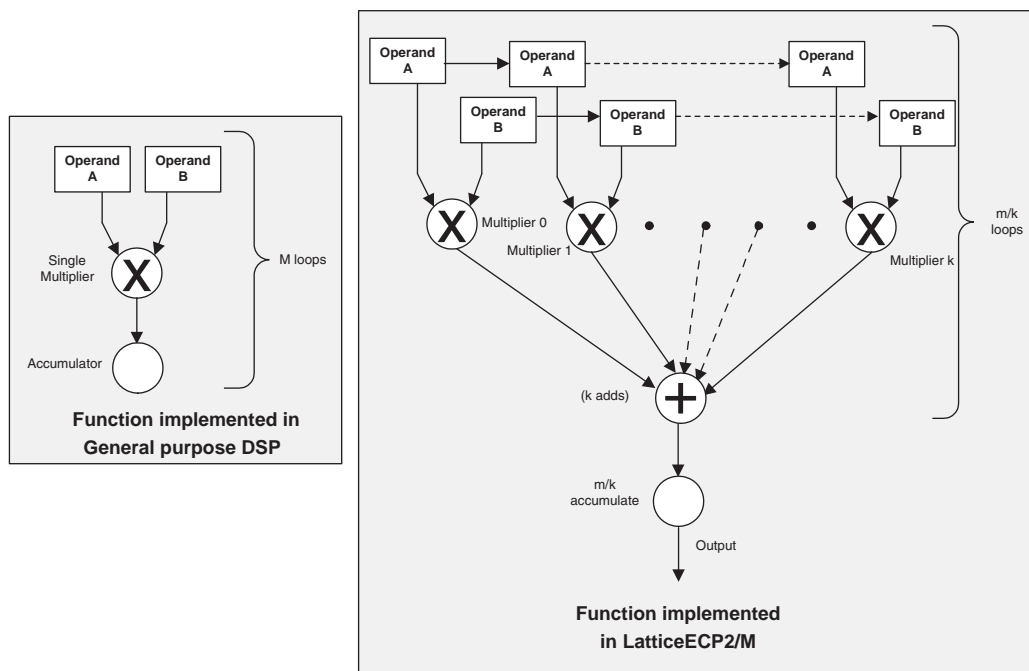 Operand
A
Operand
B
Single
Multiplier
X
Accumulator
M loops
Function implemented in
General purpose DSP
Operand
A
Operand
A
Operand
A
Operand
B
Operand
B
Operand
B
X
Multiplier 0
X
Multiplier 1
X
Multiplier k
m/k
loops
(k adds)
+
m/k
accumulate
Output
Function implemented
in LatticeECP2/M